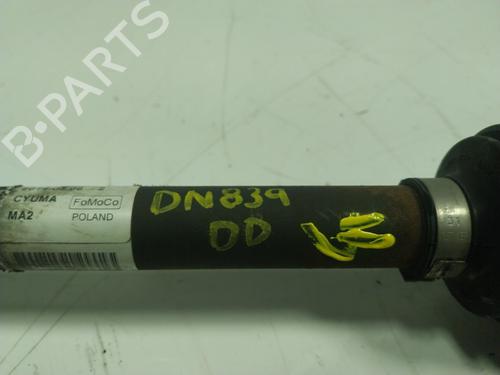 B-PARTS
CYUMA FoMoCo
MA2 POLAND
DN839
DD